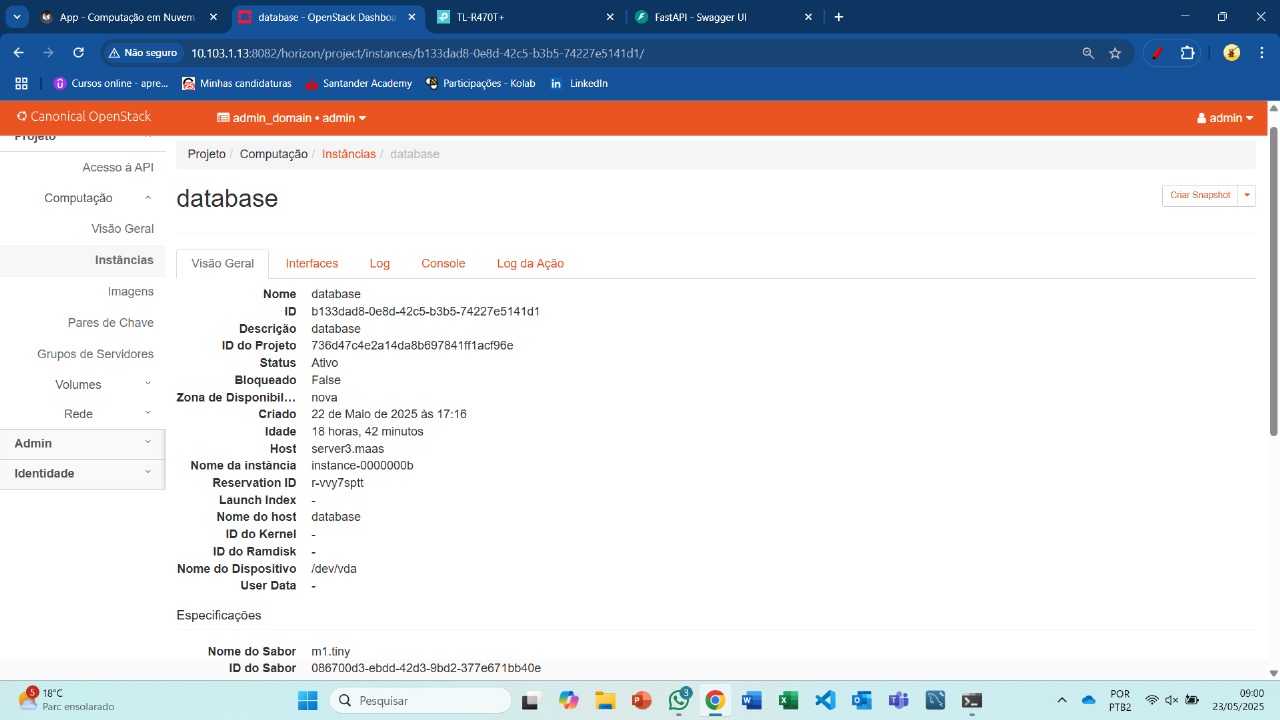 App - Computação em Nuvem
database - OpenStack Dashboa
TL-R470T+
FastAPI - Swagger UI
Não seguro
10.103.1.13:8082/horizon/project/instances/b133dad8-0e8d-42c5-b3b5-74227e5141d1/
Cursos online - apre...
Minhas candidaturas
Santander Academy
Participações - Kolab
LinkedIn
Canonical OpenStack
admin_domain • admin
admin
Projeto
Acesso à API
Computação
Visão Geral
Instâncias
Imagens
Pares de Chave
Grupos de Servidores
Volumes
Rede
Admin
Identidade
Projeto / Computação / Instâncias / database
database
Criar Snapshot
Visão Geral Interfaces Log Console Log da Ação
Nome database
ID b133dad8-0e8d-42c5-b3b5-74227e5141d1
Descrição database
ID do Projeto 736d47c4e2a14da8b697841ff1acf96e
Status Ativo
Bloqueado False
Zona de Disponibil... nova
Criado 22 de Maio de 2025 às 17:16
Idade 18 horas, 42 minutos
Host server3.maas
Nome da instância instance-0000000b
Reservation ID r-vvy7sptt
Launch Index -
Nome do host database
ID do Kernel -
ID do Ramdisk -
Nome do Dispositivo /dev/vda
User Data -
Especificações
Nome do Sabor m1.tiny
ID do Sabor 086700d3-ebdd-42d3-9bd2-377e671bb40e
5
18°C
Parc ensolarado
Pesquisar
3
POR
PTB2
09:00
23/05/2025